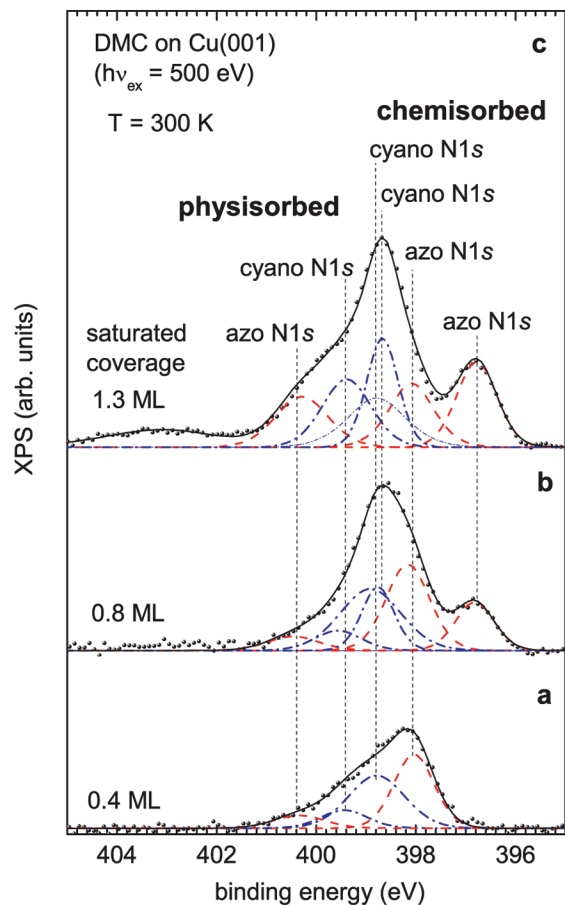 DMC on Cu(001)
(hνex = 500 eV)
T = 300 K
c
chemisorbed
cyano N1s
cyano N1s
physisorbed
azo N1s
cyano N1s
azo N1s
azo N1s
saturated
coverage
1.3 ML
b
0.8 ML
a
0.4 ML
XPS (arb. units)
404 402 400 398 396
binding energy (eV)